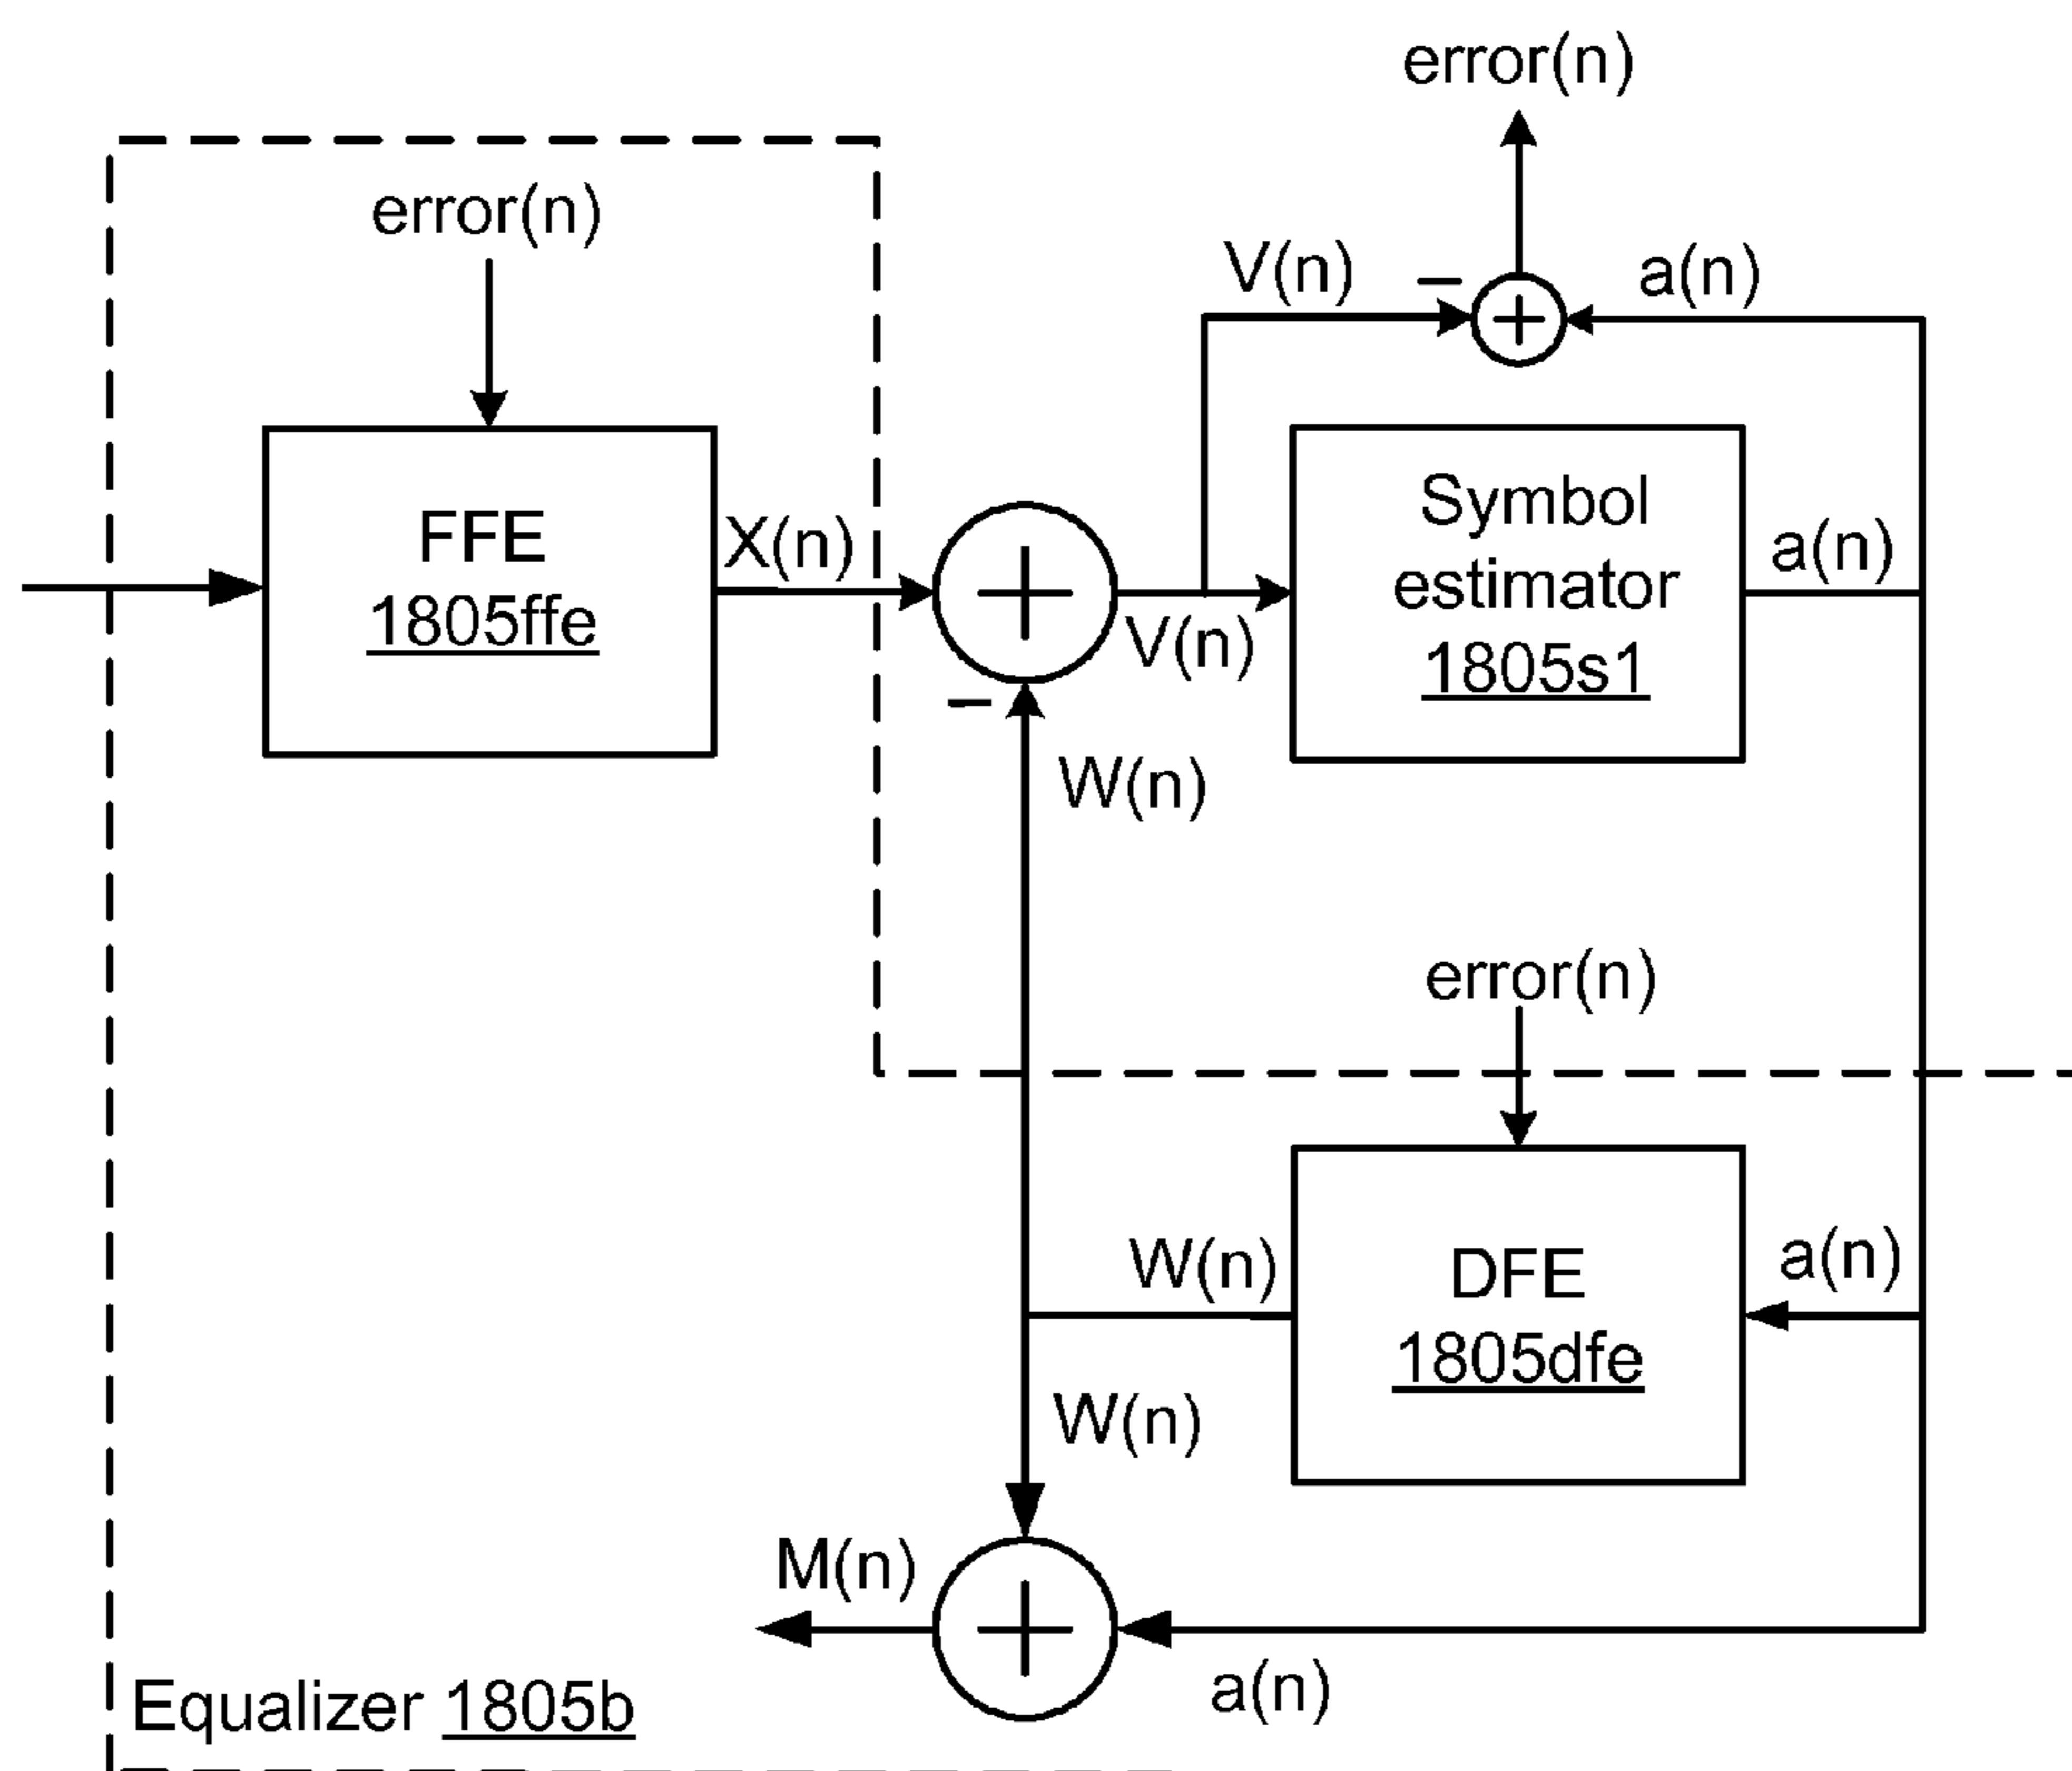 error(n)
error(n)
V(n)
−
a(n)
FFE
1805ffe
X(n)
−
V(n)
Symbol
estimator
1805s1
a(n)
W(n)
error(n)
W(n)
DFE
1805dfe
a(n)
W(n)
M(n)
a(n)
Equalizer 1805b